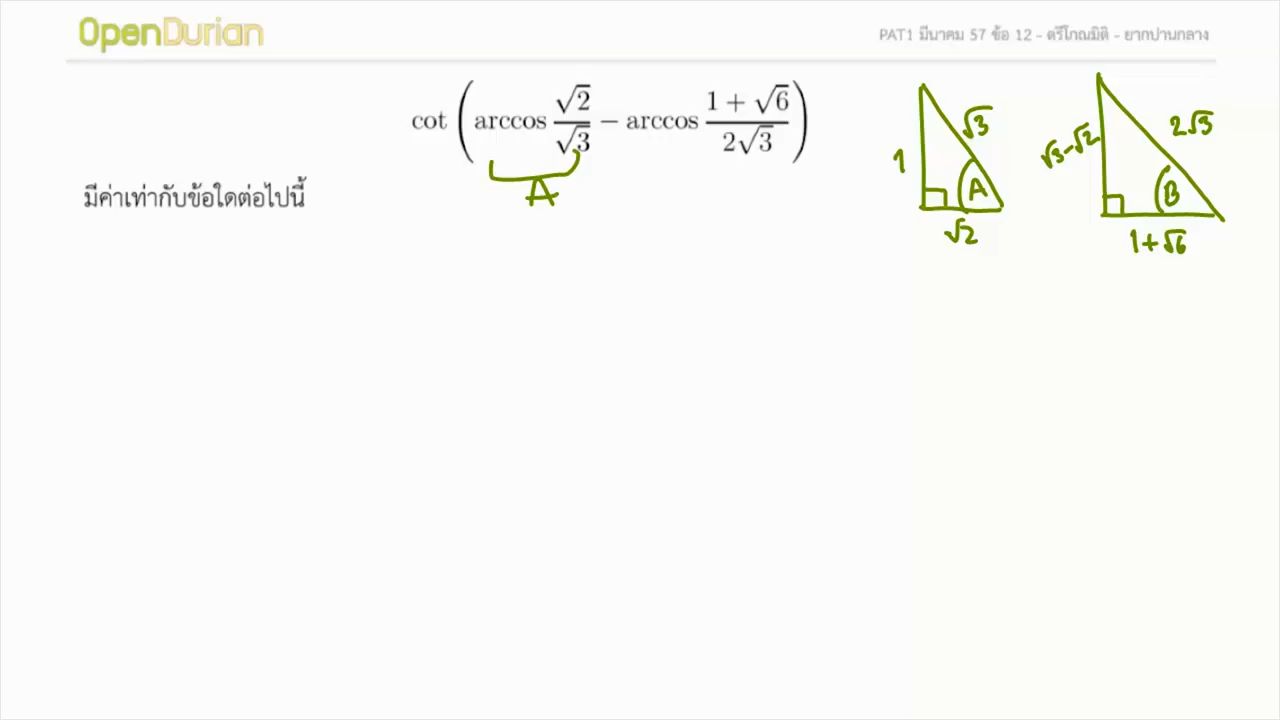 OpenDurian
PAT1 มีนาคม 57 ข้อ 12 - ตรีโกณมิติ - ยากปานกลาง
cot ( arccos √2/√3 − arccos (1 + √6)/(2√3) )
A
มีค่าเท่ากับข้อใดต่อไปนี้
1
√3
A
√2
√3-√2
2√3
B
1+√6